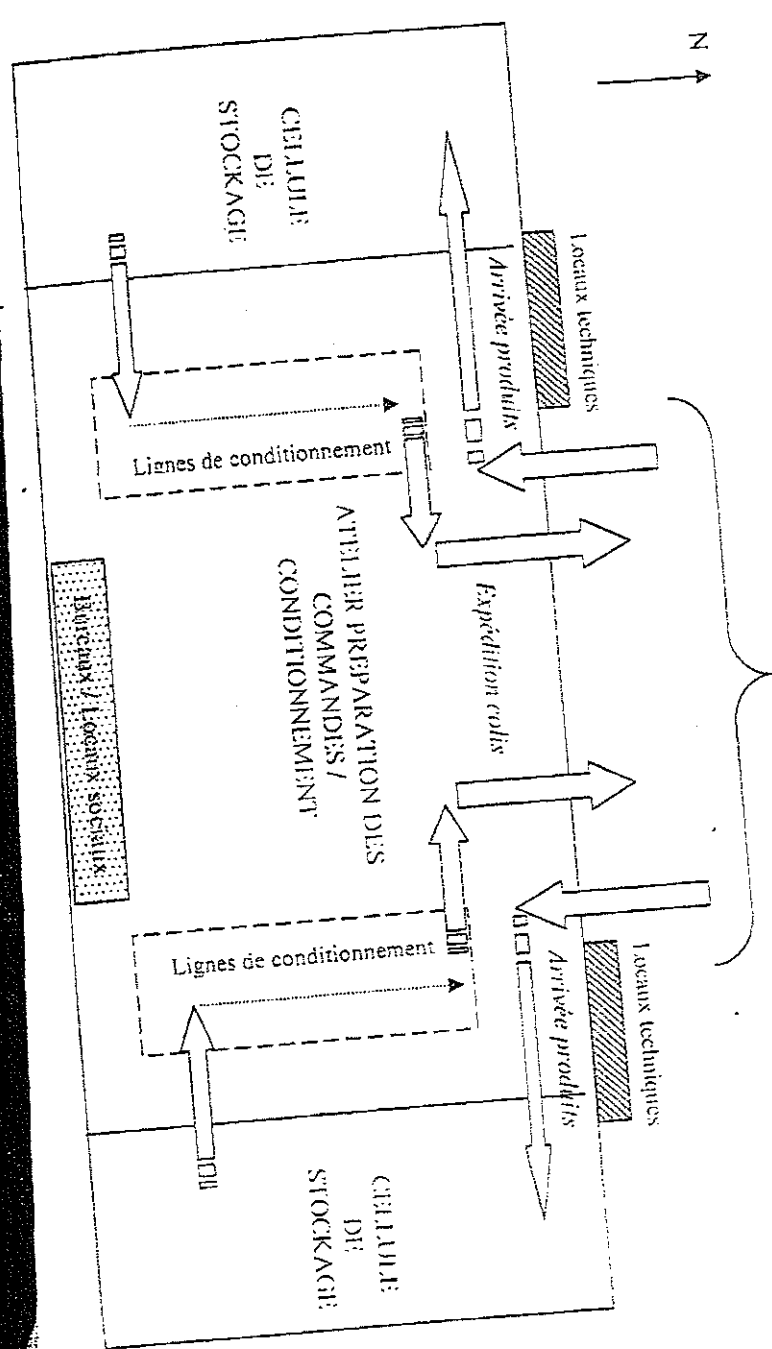 N
Locaux techniques
Arrivée produits
CELLULE
DE
STOCKAGE
Lignes de conditionnement
Expédition colis
ATELIER PREPARATION DES
COMMANDES /
CONDITIONNEMENT
Bureaux / Locaux sociaux
Locaux techniques
Arrivée produits
Lignes de conditionnement
CELLULE
DE
STOCKAGE